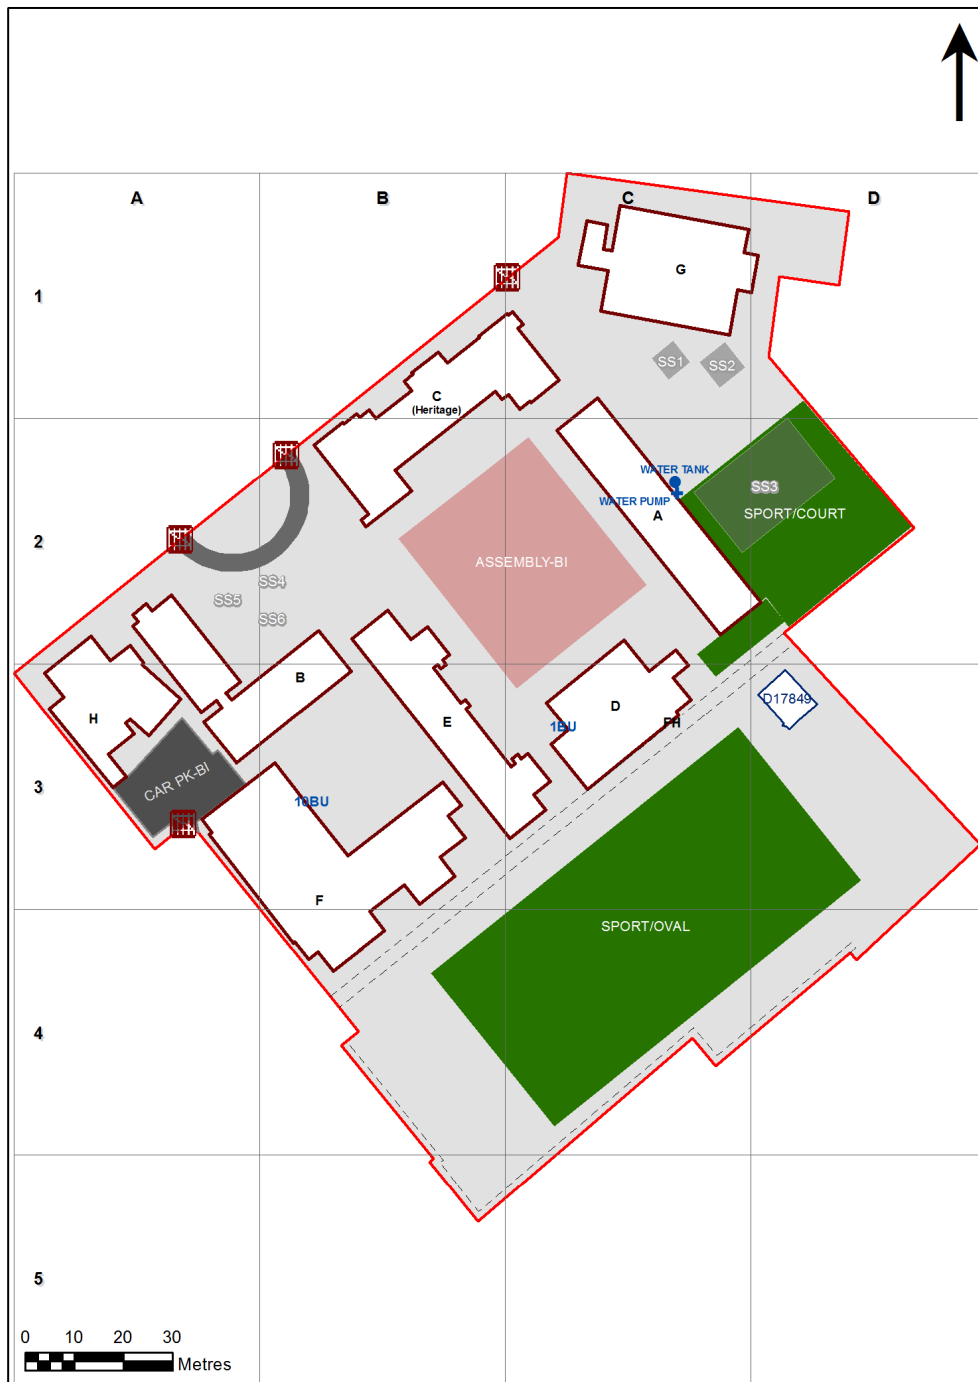 A
B
C
D
1
G
SS1
SS2
C
(Heritage)
WATER TANK
SS3
WATER PUMP
A
SPORT/COURT
2
ASSEMBLY-BI
SS4
SS5
SS6
B
D17849
H
D
E
FH
1BU
CAR PK-BI
3
10BU
F
SPORT/OVAL
4
5
0 10 20 30
Metres